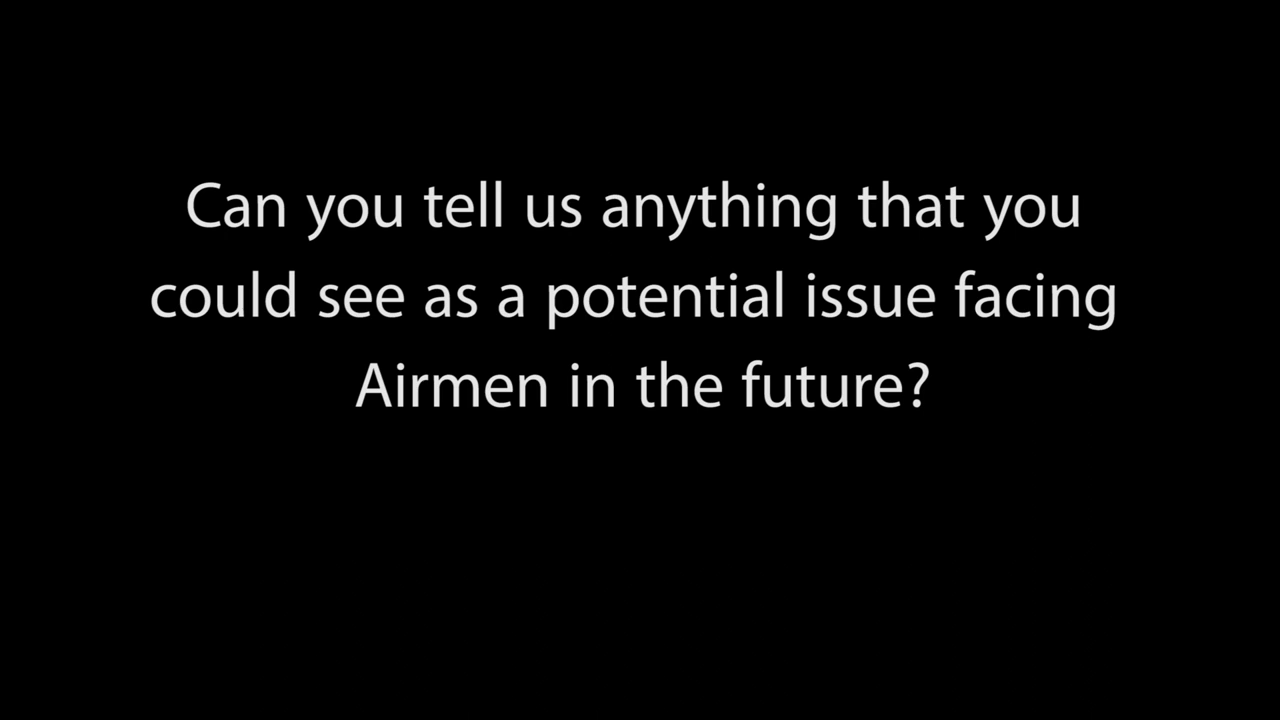 Can you tell us anything that you
could see as a potential issue facing
Airmen in the future?